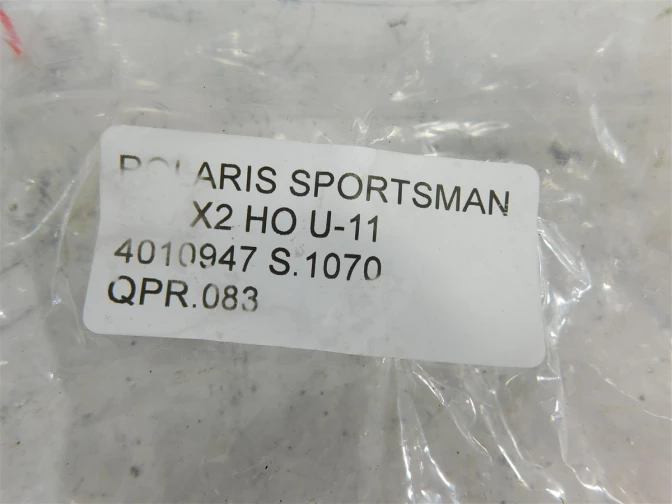 POLARIS SPORTSMAN
X2 HO U-11
4010947 S.1070
QPR.083